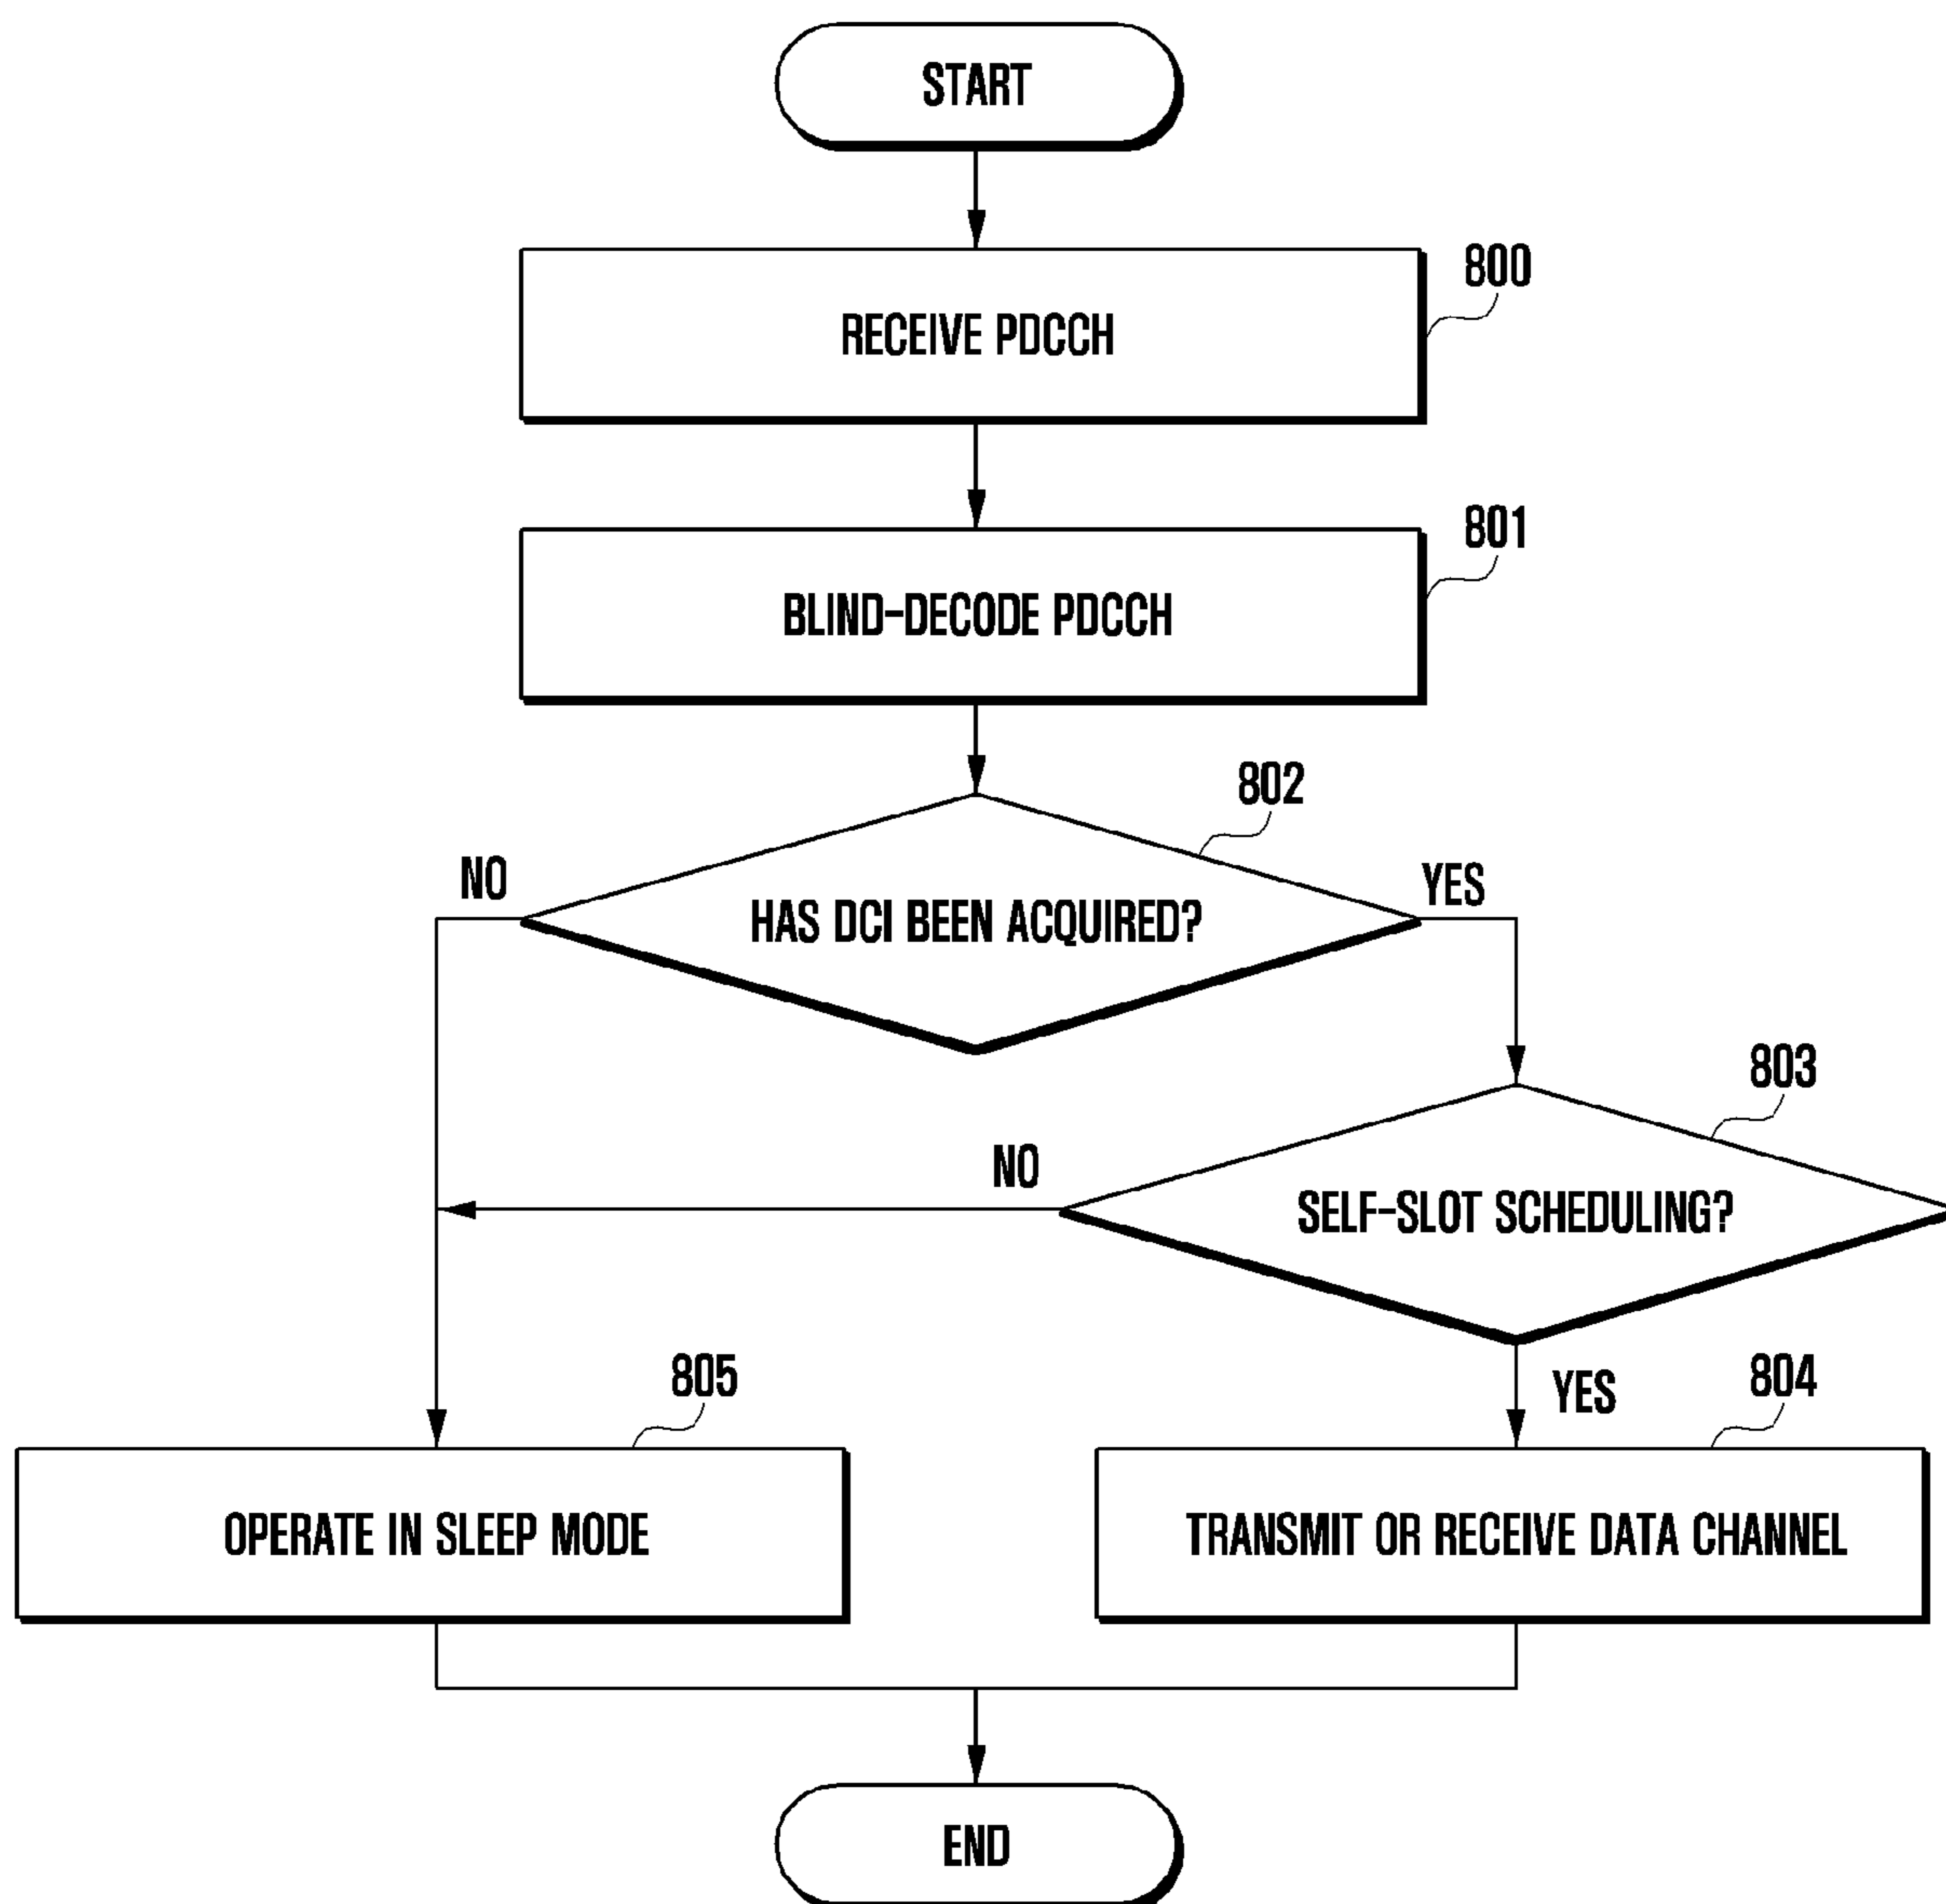 START
RECEIVE PDCCH
800
BLIND-DECODE PDCCH
801
HAS DCI BEEN ACQUIRED?
802
NO
YES
SELF-SLOT SCHEDULING?
803
NO
YES
OPERATE IN SLEEP MODE
805
TRANSMIT OR RECEIVE DATA CHANNEL
804
END